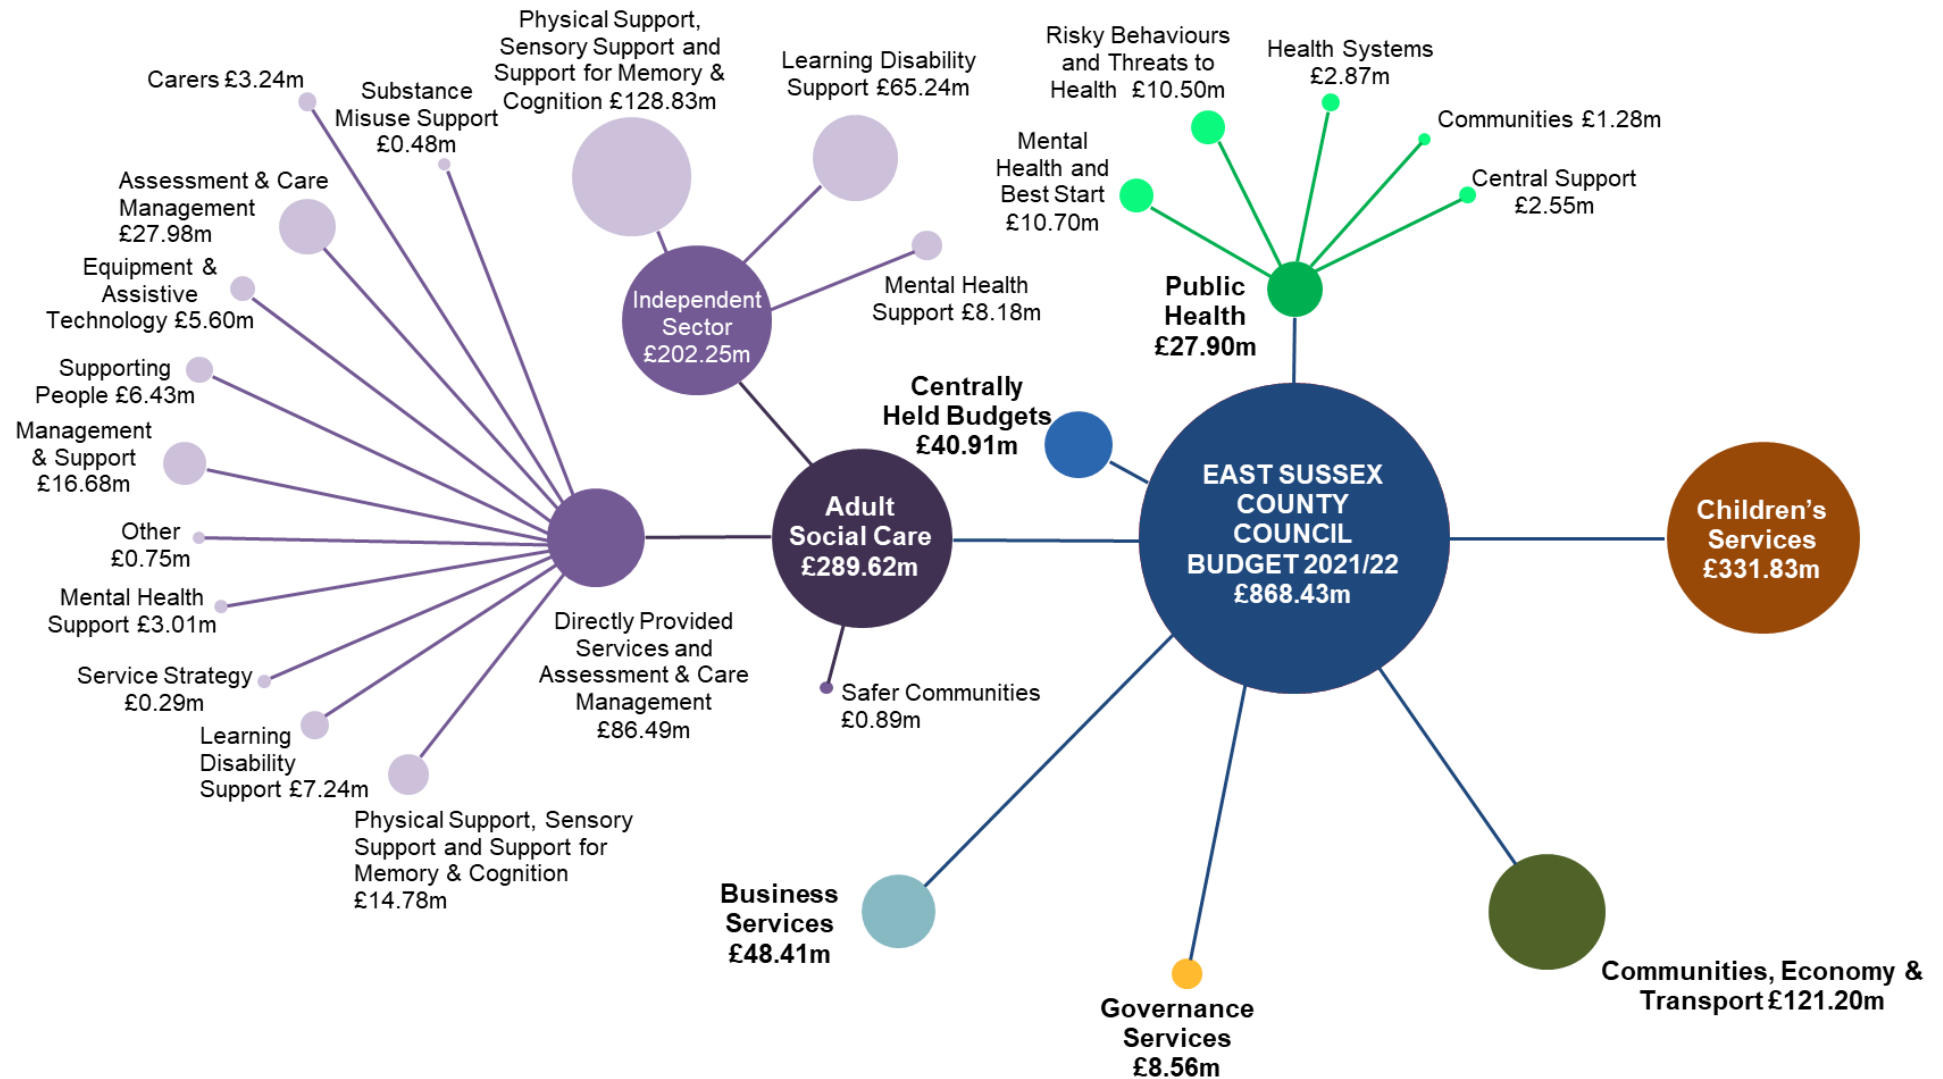 Physical Support,
Sensory Support and
Support for Memory &
Cognition £128.83m
Learning Disability
Support £65.24m
Risky Behaviours
and Threats to
Health £10.50m
Health Systems
£2.87m
Carers £3.24m
Substance
Misuse Support
£0.48m
Communities £1.28m
Mental
Health and
Best Start
£10.70m
Central Support
£2.55m
Assessment & Care
Management
£27.98m
Equipment &
Assistive
Technology £5.60m
Independent
Sector
£202.25m
Mental Health
Support £8.18m
Public
Health
£27.90m
Supporting
People £6.43m
Centrally
Held Budgets
£40.91m
Management
& Support
£16.68m
Adult
Social Care
£289.62m
EAST SUSSEX
COUNTY
COUNCIL
BUDGET 2021/22
£868.43m
Children's
Services
£331.83m
Other
£0.75m
Mental Health
Support £3.01m
Directly Provided
Services and
Assessment & Care
Management
£86.49m
Service Strategy
£0.29m
Safer Communities
£0.89m
Learning
Disability
Support £7.24m
Physical Support, Sensory
Support and Support for
Memory & Cognition
£14.78m
Business
Services
£48.41m
Communities, Economy &
Transport £121.20m
Governance
Services
£8.56m